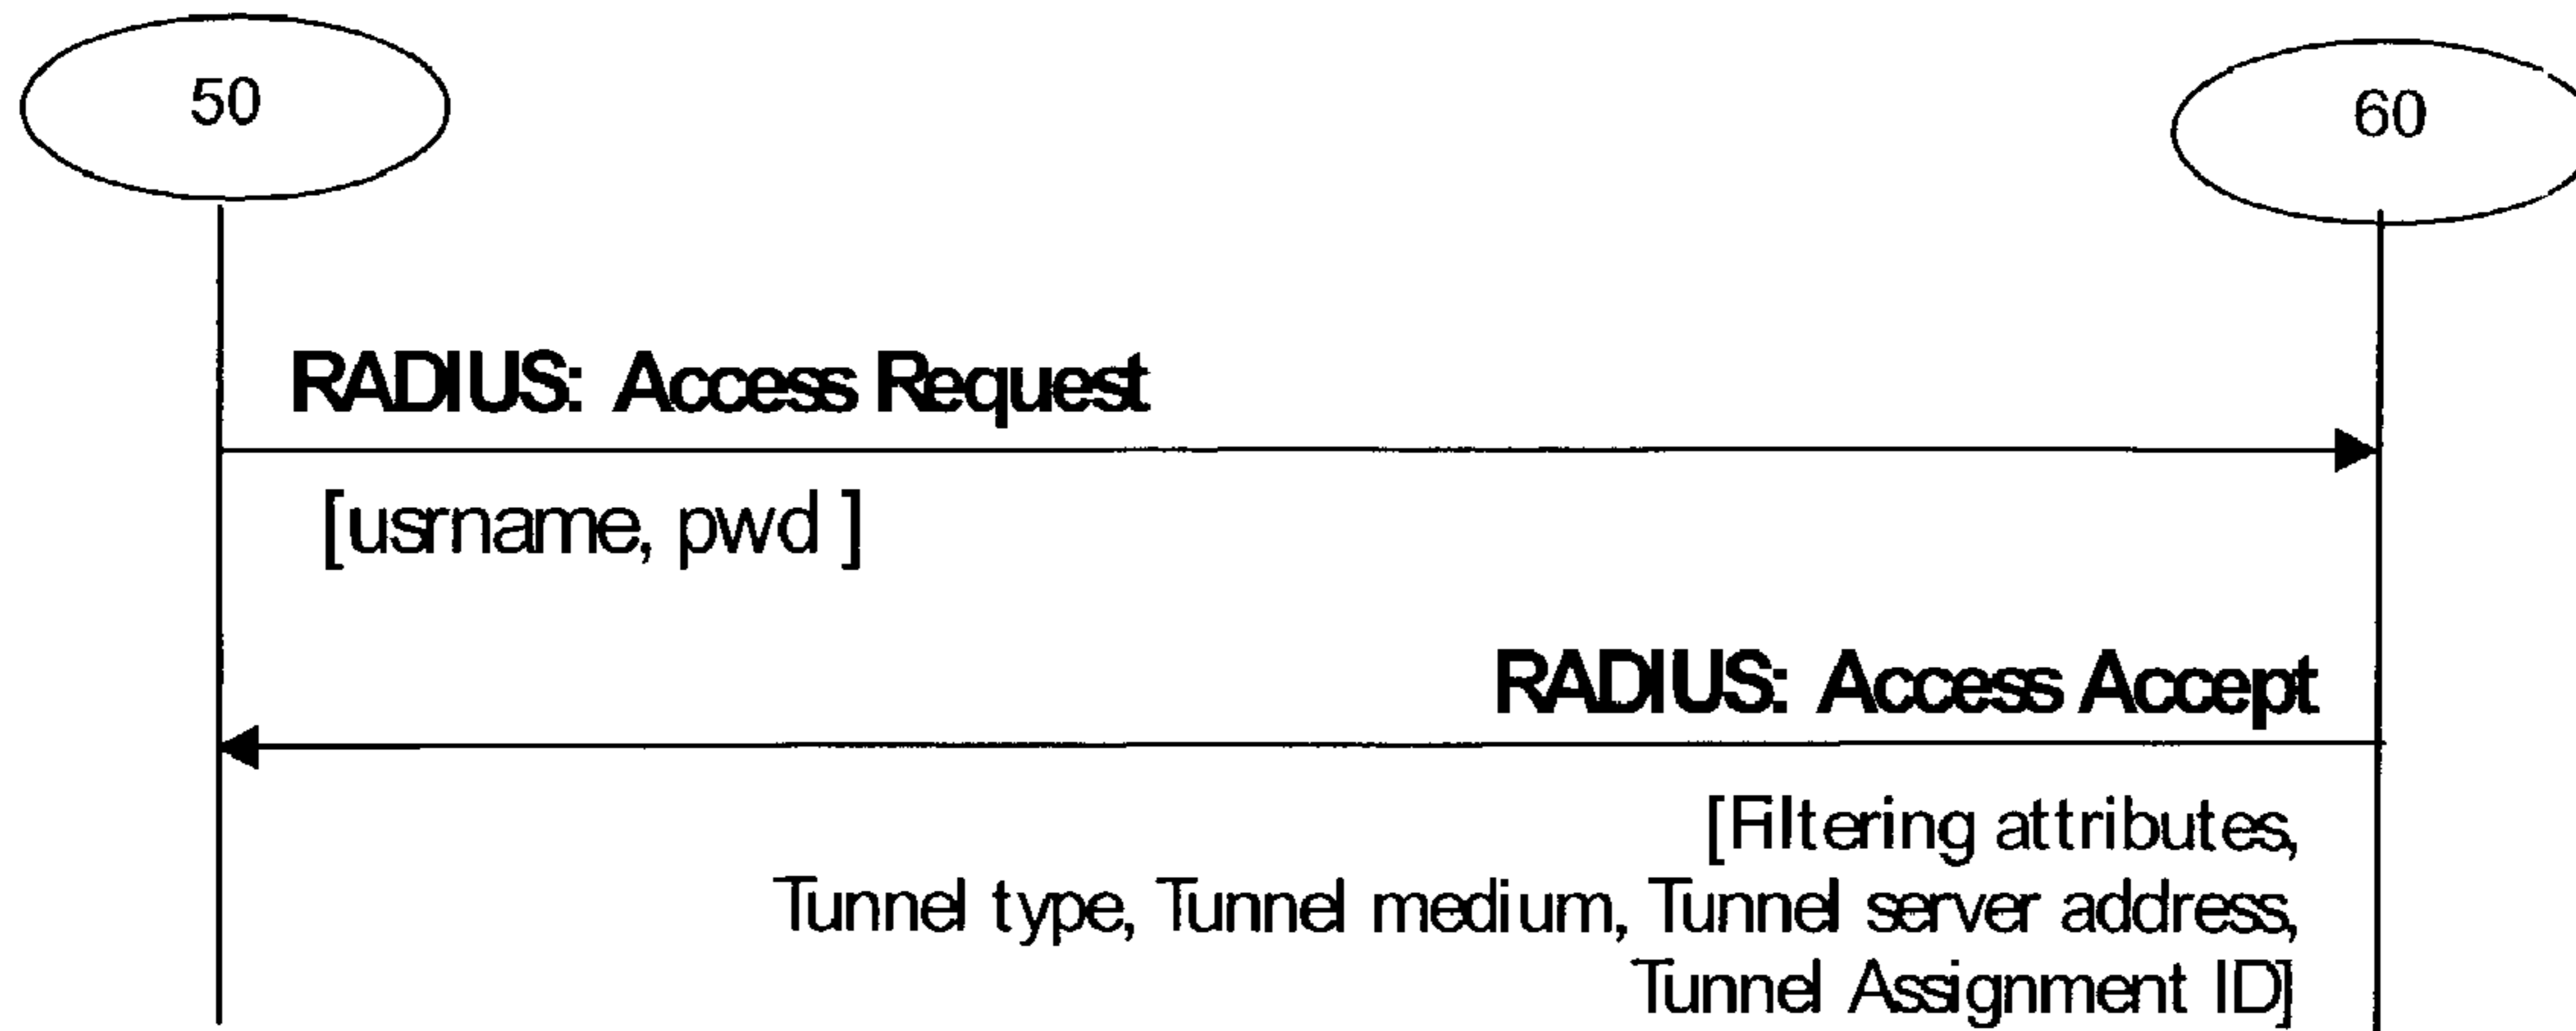 50
60
RADIUS: Access Request
[usrname, pwd ]
RADIUS: Access Accept
[Filtering attributes,
Tunnel type, Tunnel medium, Tunnel server address,
Tunnel Assignment ID]